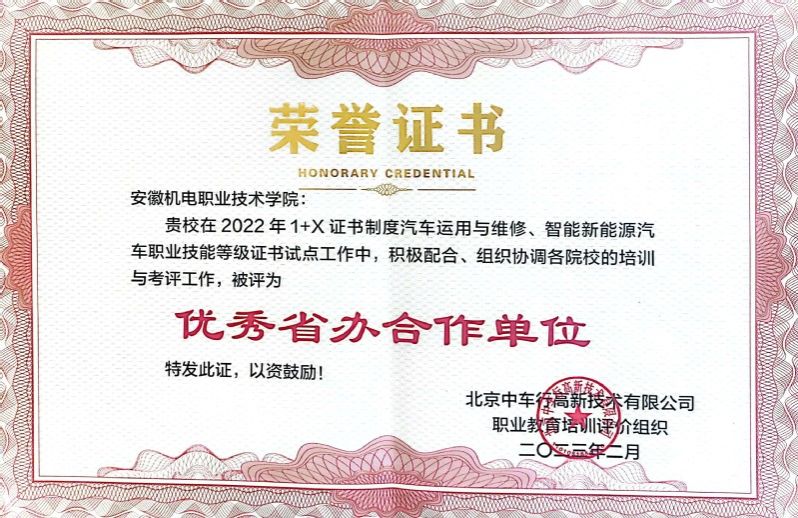 荣誉证书
HONORARY CREDENTIAL
安徽机电职业技术学院：
贵校在2022年1+X证书制度汽车运用与维修、智能新能源汽
车职业技能等级证书试点工作中，积极配合、组织协调各院校的培训
与考评工作，被评为
优秀省办合作单位
特发此证，以资鼓励！
北京中车行高新技术有限公司
职业教育培训评价组织
二〇二三年二月